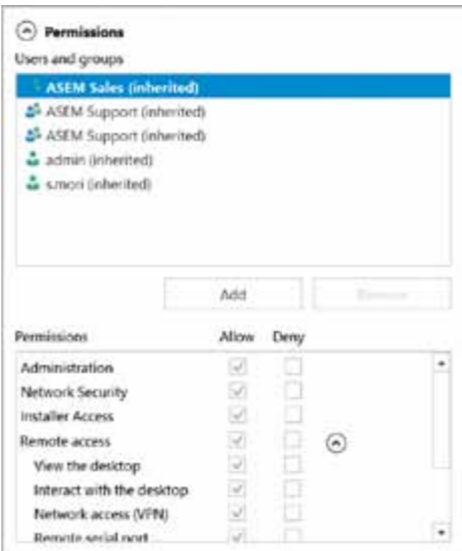 Permissions
Users and groups
ASEM Sales (inherited)
ASEM Support (inherited)
ASEM Support (inherited)
admin (inherited)
s.mori (inherited)
Add Remove
Permissions Allow Deny
Administration
Network Security
Installer Access
Remote access
View the desktop
Interact with the desktop
Network access (VPN)
Remote serial port